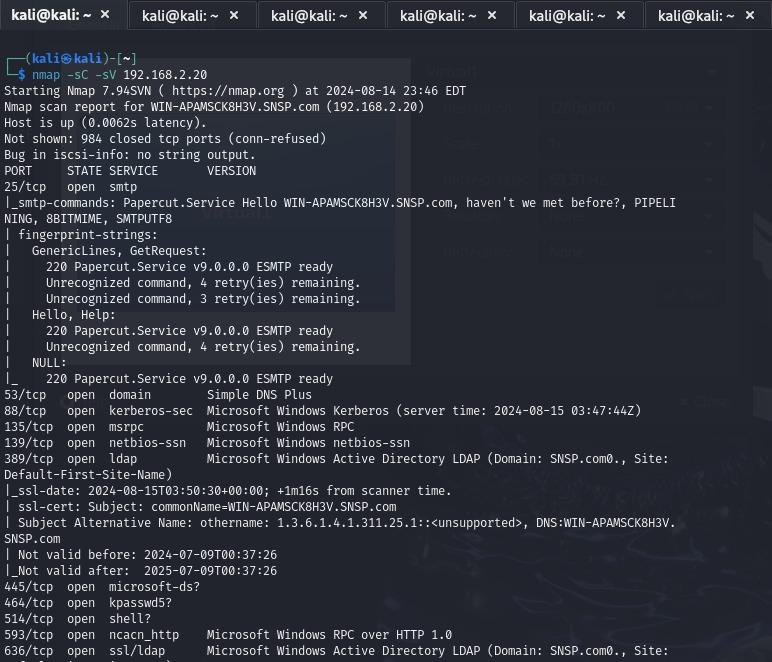 kali@kali: ~ × kali@kali: ~ × kali@kali: ~ × kali@kali: ~ × kali@kali: ~ × kali@kali: ~ ×
┌──(kali㉿kali)-[~]
└─$ nmap -sC -sV 192.168.2.20
Starting Nmap 7.94SVN ( https://nmap.org ) at 2024-08-14 23:46 EDT
Nmap scan report for WIN-APAMSCK8H3V.SNSP.com (192.168.2.20)
Host is up (0.0062s latency).
Not shown: 984 closed tcp ports (conn-refused)
Bug in iscsi-info: no string output.
PORT     STATE SERVICE       VERSION
25/tcp   open  smtp
|_smtp-commands: Papercut.Service Hello WIN-APAMSCK8H3V.SNSP.com, haven't we met before?, PIPELI
NING, 8BITMIME, SMTPUTF8
| fingerprint-strings:
|   GenericLines, GetRequest:
|     220 Papercut.Service v9.0.0.0 ESMTP ready
|     Unrecognized command, 4 retry(ies) remaining.
|     Unrecognized command, 3 retry(ies) remaining.
|   Hello, Help:
|     220 Papercut.Service v9.0.0.0 ESMTP ready
|     Unrecognized command, 4 retry(ies) remaining.
|   NULL:
|_    220 Papercut.Service v9.0.0.0 ESMTP ready
53/tcp   open  domain        Simple DNS Plus
88/tcp   open  kerberos-sec  Microsoft Windows Kerberos (server time: 2024-08-15 03:47:44Z)
135/tcp  open  msrpc         Microsoft Windows RPC
139/tcp  open  netbios-ssn   Microsoft Windows netbios-ssn
389/tcp  open  ldap          Microsoft Windows Active Directory LDAP (Domain: SNSP.com0., Site:
Default-First-Site-Name)
|_ssl-date: 2024-08-15T03:50:30+00:00; +1m16s from scanner time.
| ssl-cert: Subject: commonName=WIN-APAMSCK8H3V.SNSP.com
| Subject Alternative Name: othername: 1.3.6.1.4.1.311.25.1::<unsupported>, DNS:WIN-APAMSCK8H3V.
SNSP.com
| Not valid before: 2024-07-09T00:37:26
|_Not valid after:  2025-07-09T00:37:26
445/tcp  open  microsoft-ds?
464/tcp  open  kpasswd5?
514/tcp  open  shell?
593/tcp  open  ncacn_http    Microsoft Windows RPC over HTTP 1.0
636/tcp  open  ssl/ldap      Microsoft Windows Active Directory LDAP (Domain: SNSP.com0., Site: